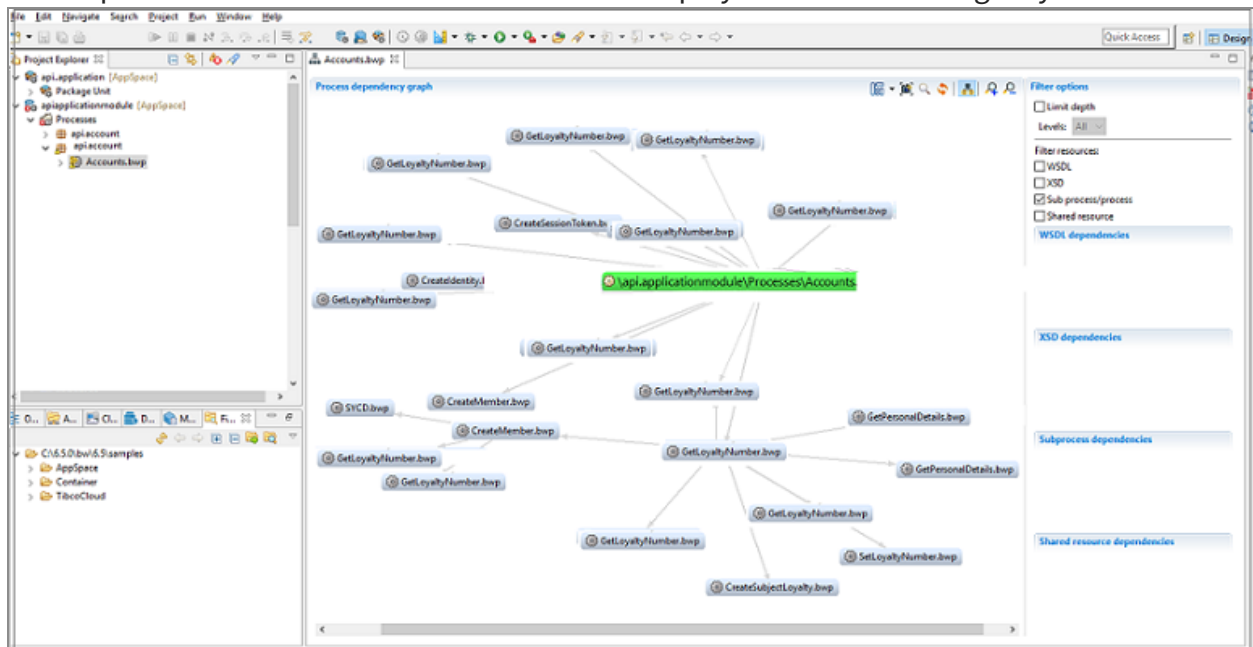 File Edit Navigate Search Project Run Window Help
Quick Access
Design
Project Explorer
Accounts.bwp
api.application [AppSpace]
Package Unit
apiapplicationmodule [AppSpace]
Processes
api.account
api.account
Accounts.bwp
Process dependency graph
GetLoyaltyNumber.bwp
GetLoyaltyNumber.bwp
GetLoyaltyNumber.bwp
GetLoyaltyNumber.bwp
CreateSessionToken.b
GetLoyaltyNumber.bwp
GetLoyaltyNumber.bwp
CreateIdentity.
\api.applicationmodule\Processes\Accounts.
GetLoyaltyNumber.bwp
GetLoyaltyNumber.bwp
GetLoyaltyNumber.bwp
SYCD.bwp
CreateMember.bwp
GetPersonalDetails.bwp
CreateMember.bwp
GetLoyaltyNumber.bwp
GetLoyaltyNumber.bwp
GetPersonalDetails.bwp
GetLoyaltyNumber.bwp
GetLoyaltyNumber.bwp
GetLoyaltyNumber.bwp
SetLoyaltyNumber.bwp
CreateSubjectLoyalty.bwp
Filter options
Limit depth
Levels: All
Filter resources:
WSDL
XSD
Sub process/process
Shared resource
WSDL dependencies
XSD dependencies
Subprocess dependencies
Shared resource dependencies
D... A... Cl... D... M... Fi...
C:\6.5.0\bw\6.5\samples
AppSpace
Container
TibcoCloud